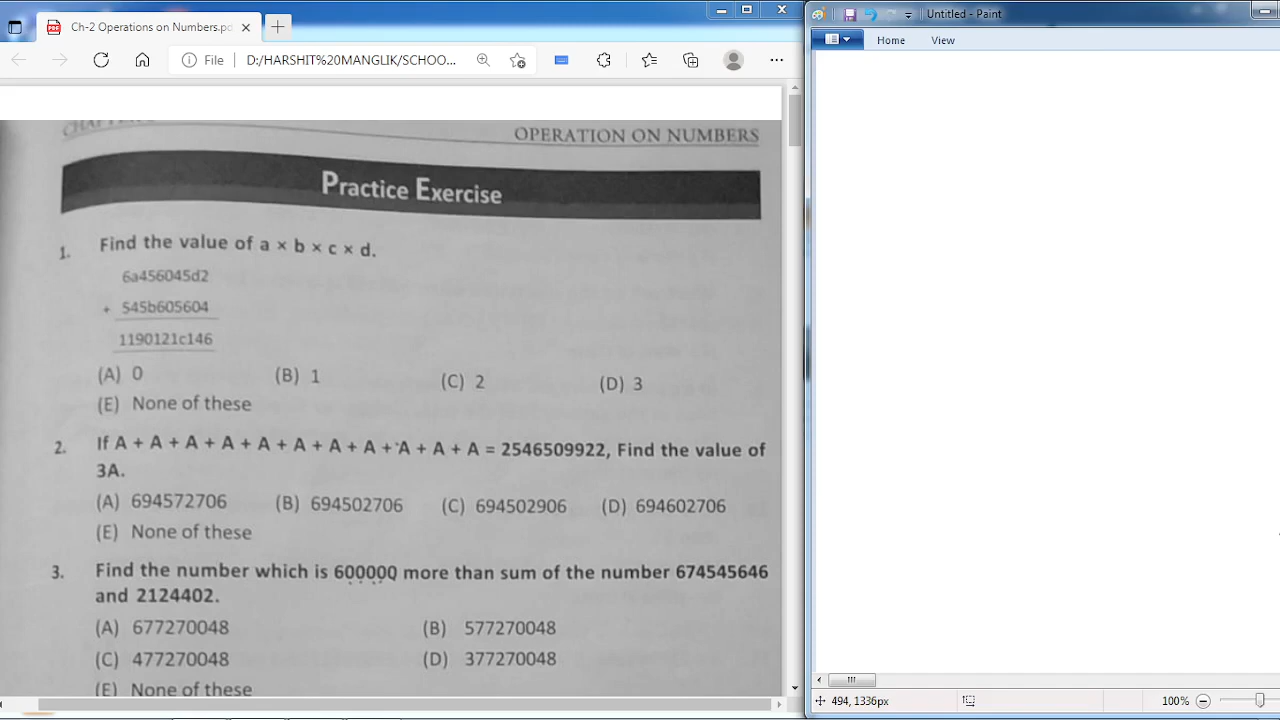 Ch-2 Operations on Numbers.pd
Untitled - Paint
File
D:/HARSHIT%20MANGLIK/SCHOO...
Home View
OPERATION ON NUMBERS
Practice Exercise
1. Find the value of a × b × c × d.
6a456045d2
+ 545b605604
1190121c146
(A) 0 (B) 1 (C) 2 (D) 3
(E) None of these
2. If A + A + A + A + A + A + A + A + A + A + A = 2546509922, Find the value of
3A.
(A) 694572706 (B) 694502706 (C) 694502906 (D) 694602706
(E) None of these
3. Find the number which is 600000 more than sum of the number 674545646
and 2124402.
(A) 677270048 (B) 577270048
(C) 477270048 (D) 377270048
(E) None of these
494, 1336px
100%